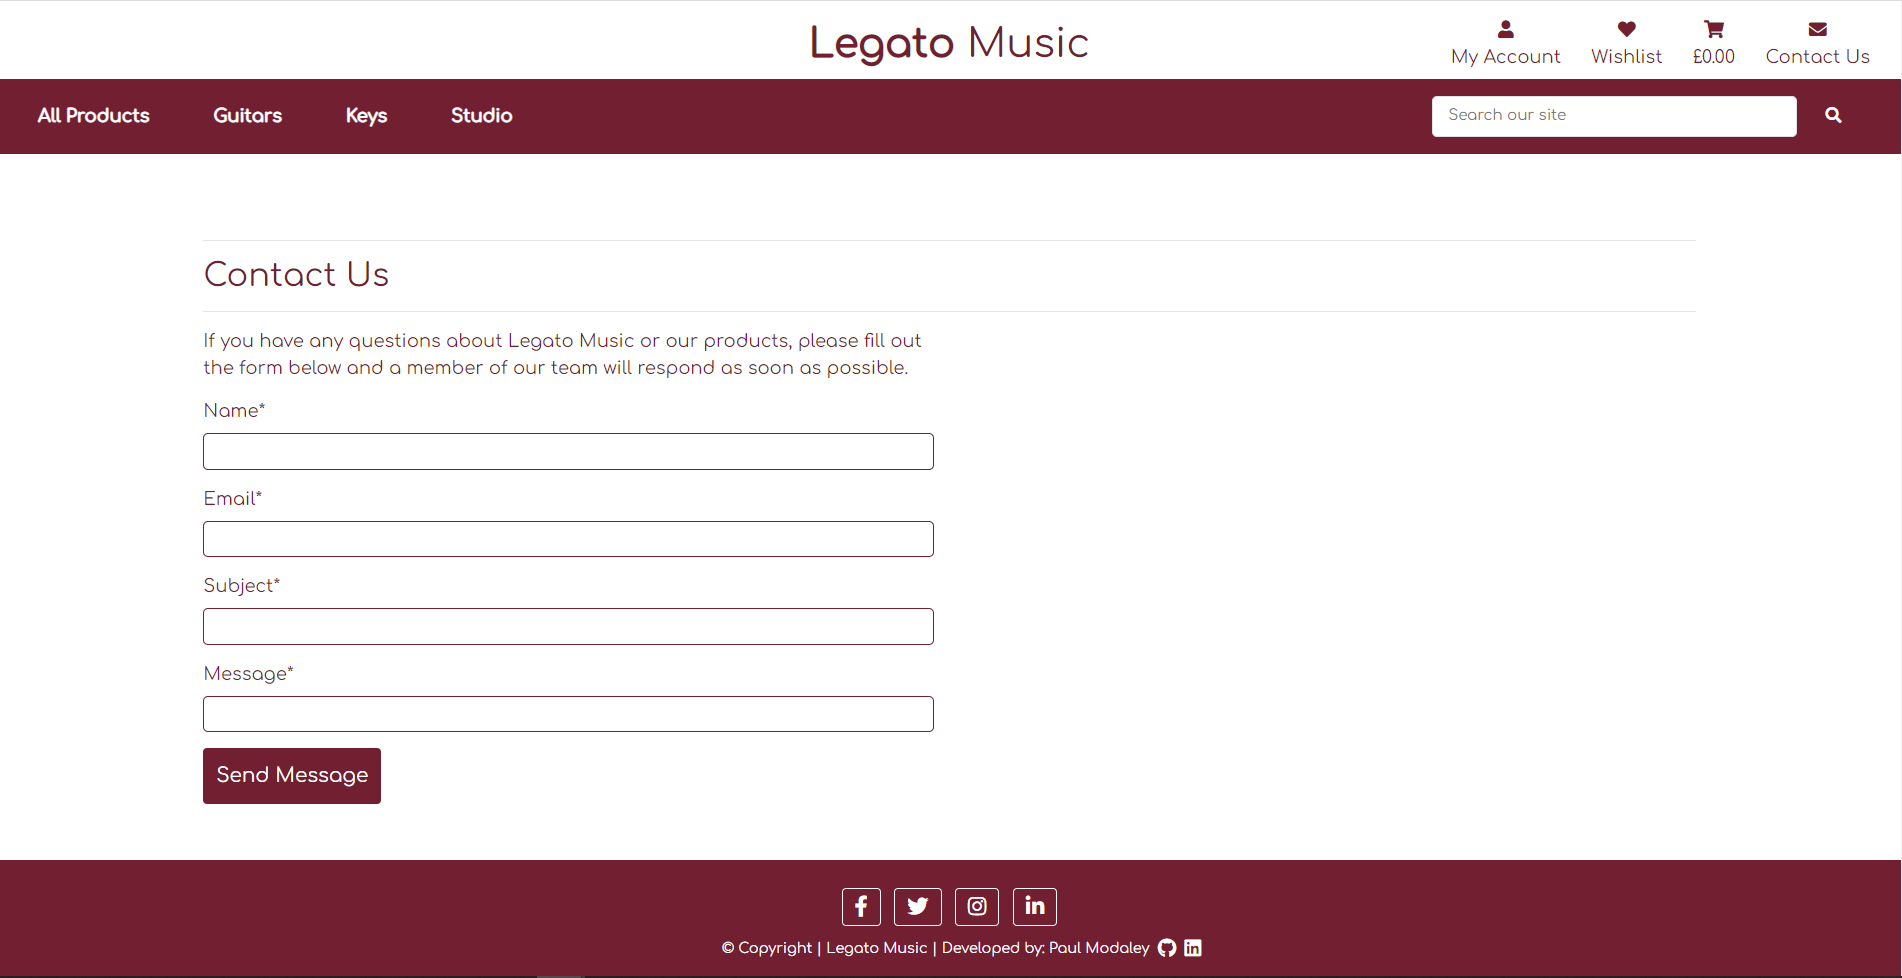 Legato Music
My Account
Wishlist
£0.00
Contact Us
All Products
Guitars
Keys
Studio
Search our site
Contact Us
If you have any questions about Legato Music or our products, please fill out
the form below and a member of our team will respond as soon as possible.
Name*
Email*
Subject*
Message*
Send Message
© Copyright | Legato Music | Developed by: Paul Modaley